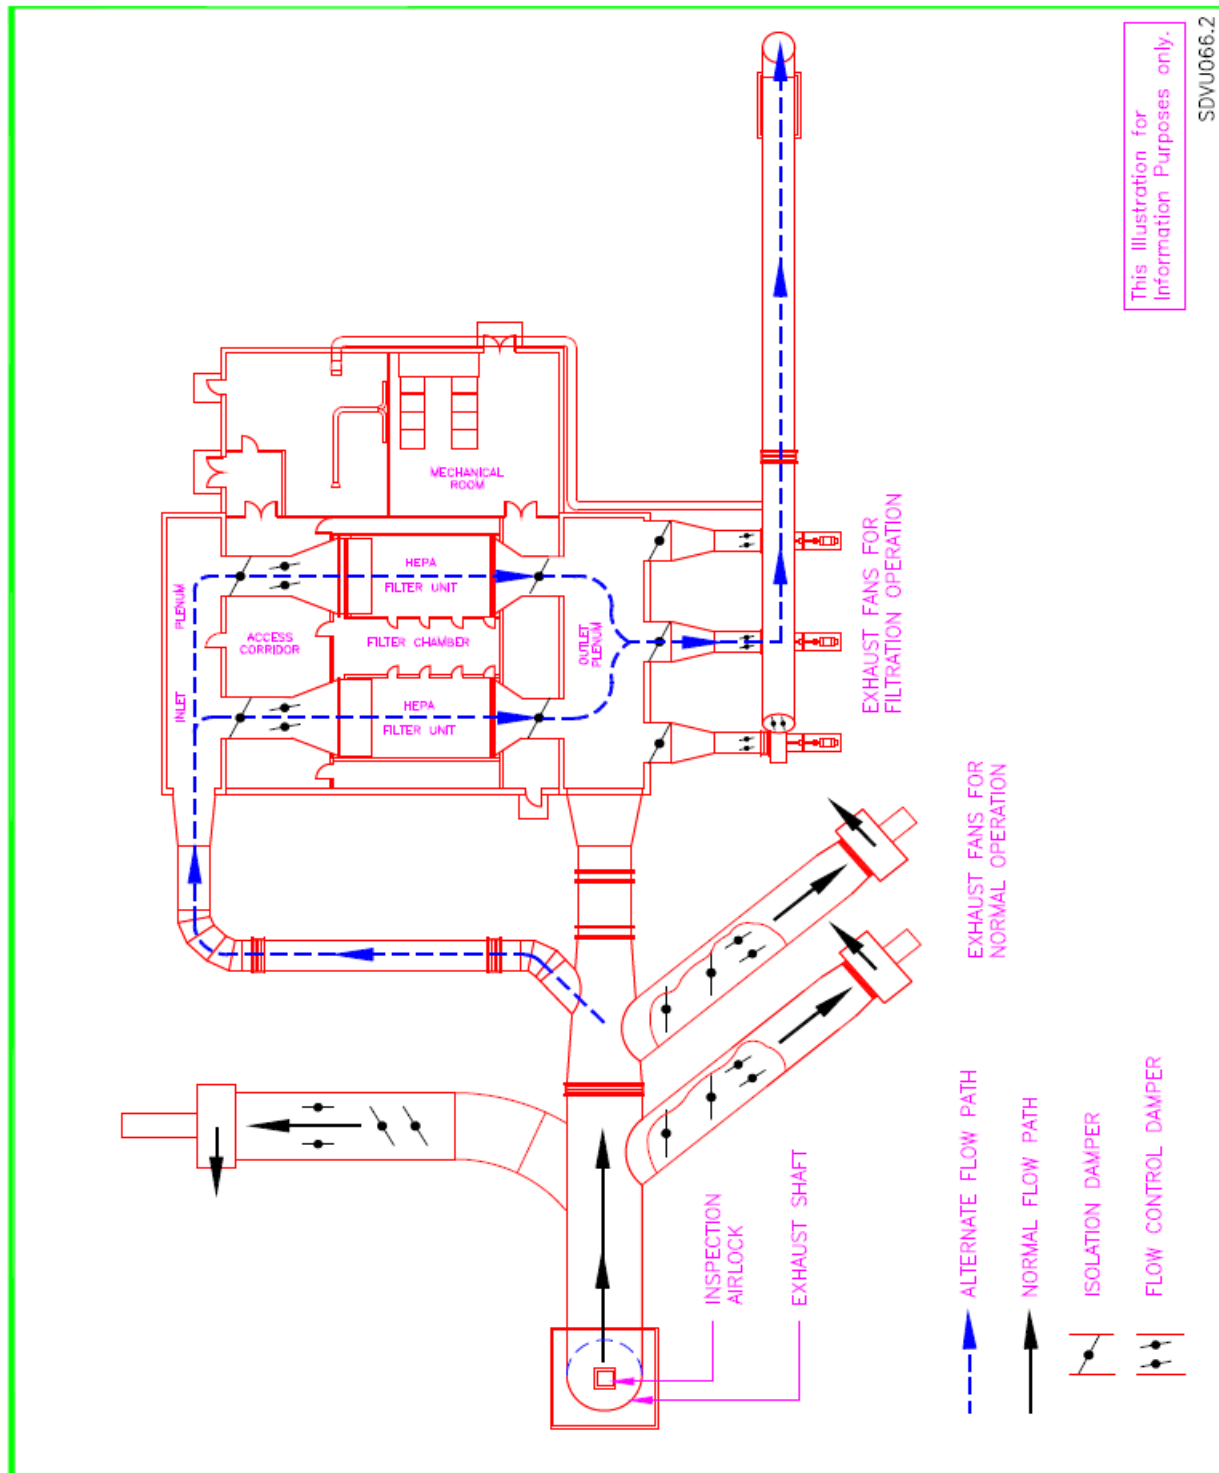 This Illustration for
Information Purposes only.
SDVU066.2
MECHANICAL
ROOM
HEPA
FILTER UNIT
PLENUM
ACCESS
CORRIDOR
FILTER CHAMBER
OUTLET
PLENUM
INLET
HEPA
FILTER UNIT
EXHAUST FANS FOR
FILTRATION OPERATION
EXHAUST FANS FOR
NORMAL OPERATION
INSPECTION
AIRLOCK
EXHAUST SHAFT
ALTERNATE FLOW PATH
NORMAL FLOW PATH
ISOLATION DAMPER
FLOW CONTROL DAMPER